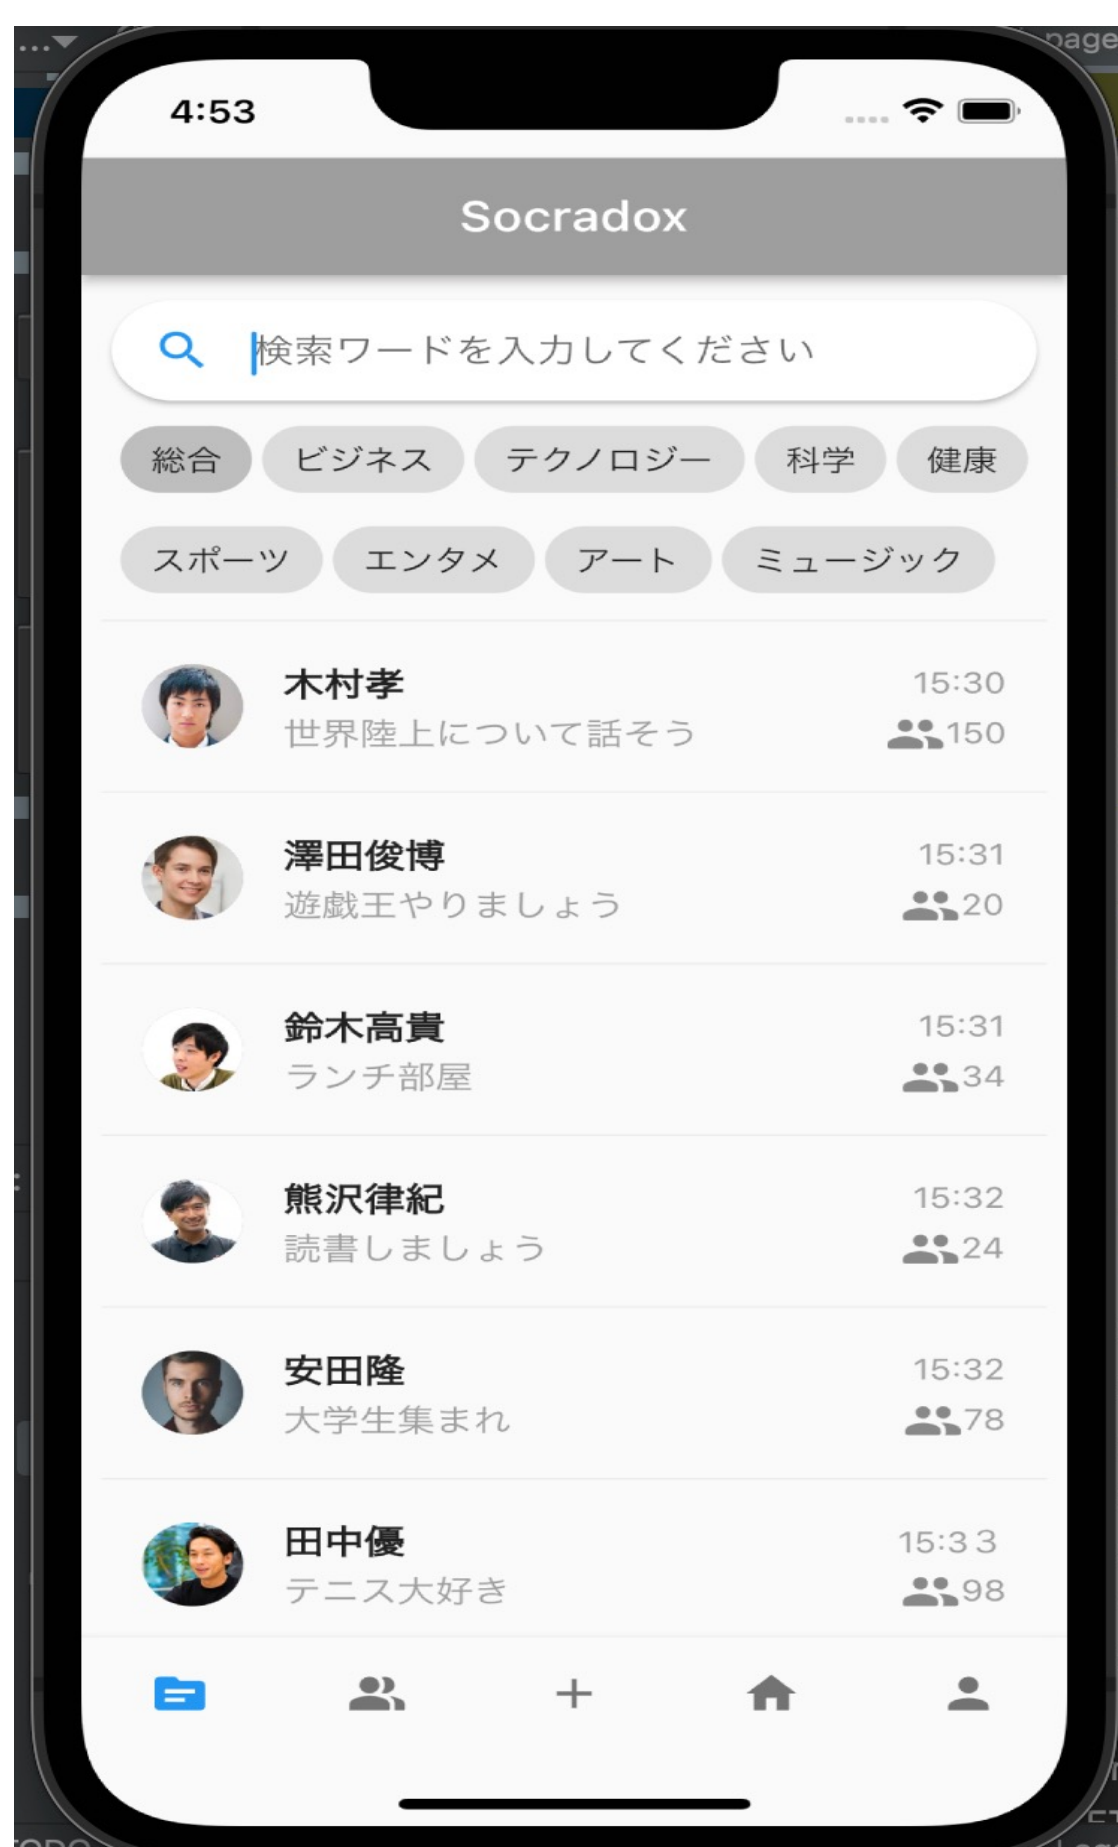 page
4:53
Socradox
検索ワードを入力してください
総合 ビジネス テクノロジー 科学 健康
スポーツ エンタメ アート ミュージック
木村孝 15:30
世界陸上について話そう 150
澤田俊博 15:31
遊戯王やりましょう 20
鈴木高貴 15:31
ランチ部屋 34
熊沢律紀 15:32
読書しましょう 24
安田隆 15:32
大学生集まれ 78
田中優 15:3３
テニス大好き 98